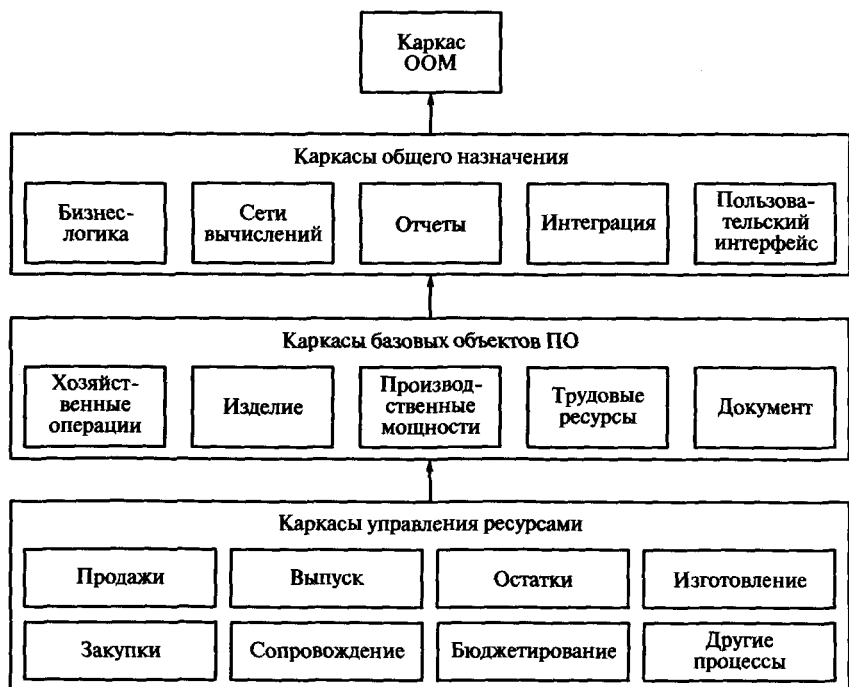 Каркас
ООМ
Каркасы общего назначения
Бизнес-
логика
Сети
вычислений
Отчеты
Интеграция
Пользова-
тельский
интерфейс
Каркасы базовых объектов ПО
Хозяйст-
венные
операции
Изделие
Производ-
ственные
мощности
Трудовые
ресурсы
Документ
Каркасы управления ресурсами
Продажи
Выпуск
Остатки
Изготовление
Закупки
Сопровождение
Бюджетирование
Другие
процессы